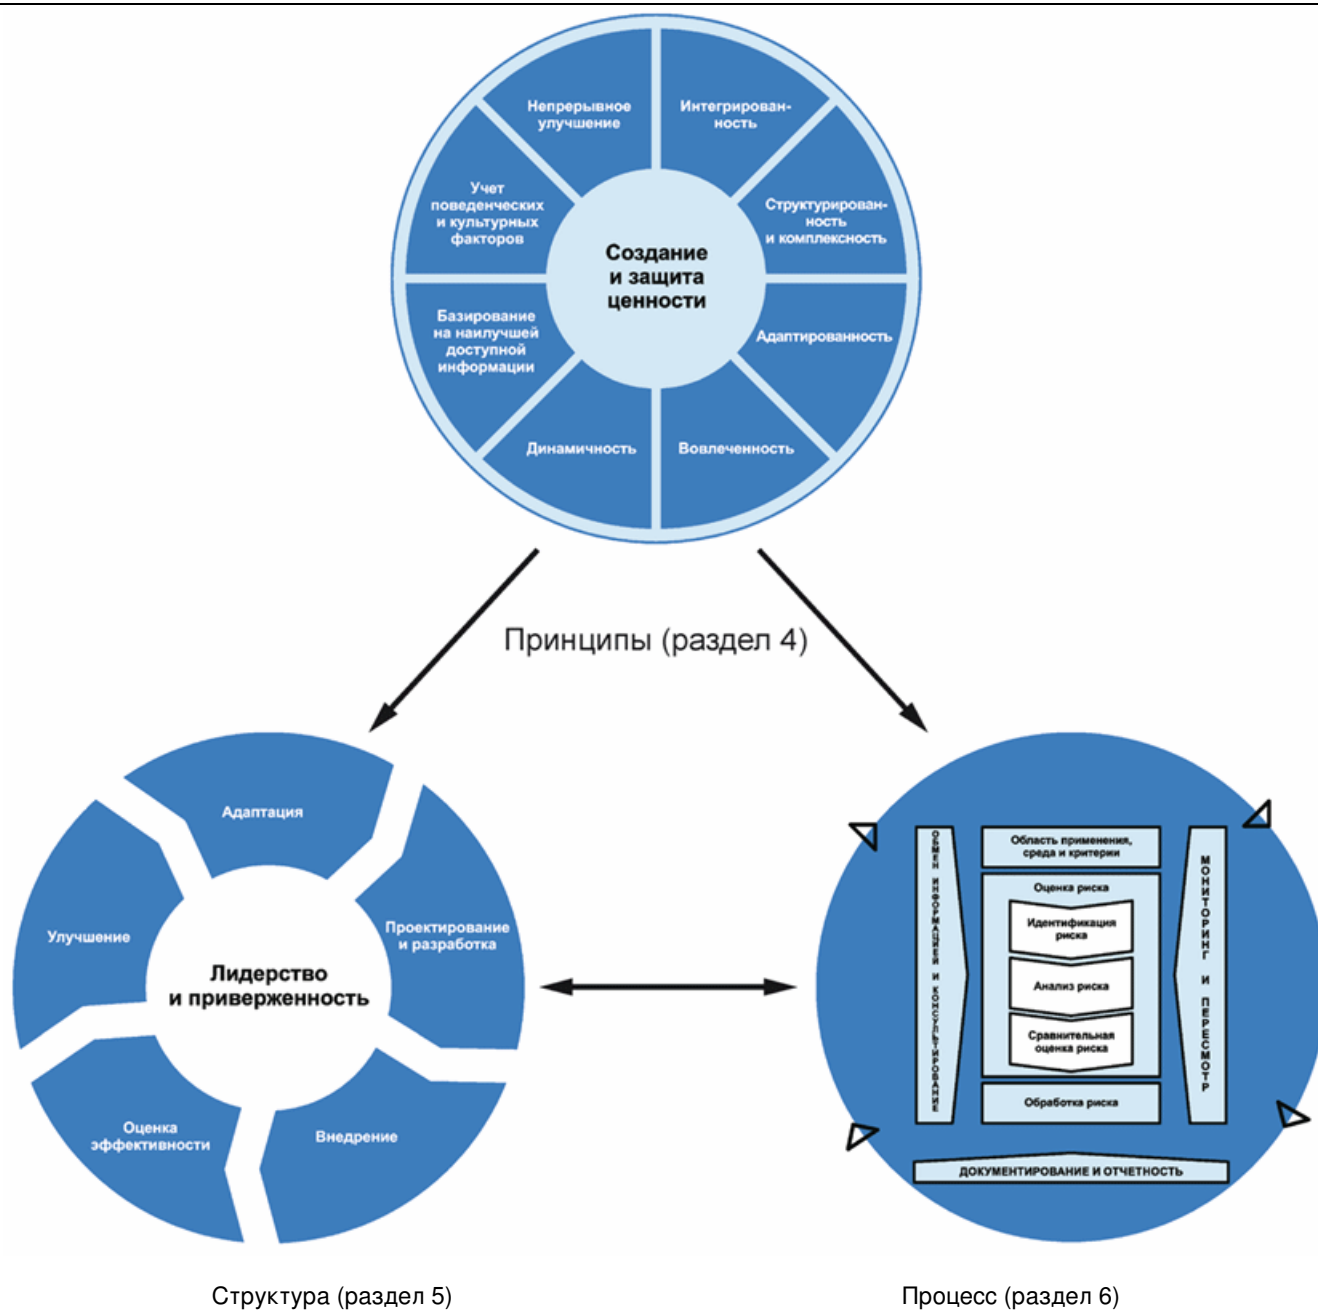 Непрерывное
улучшение
Интегрирован-
ность
Учет
поведенческих
и культурных
факторов
Структурирован-
ность
и комплексность
Создание
и защита
ценности
Базирование
на наилучшей
доступной
информации
Адаптированность
Динамичность
Вовлеченность
Принципы (раздел 4)
Адаптация
Проектирование
и разработка
Улучшение
Лидерство
и приверженность
Оценка
эффективности
Внедрение
Структура (раздел 5)
ОБМЕН ИНФОРМАЦИЕЙ И КОНСУЛЬТИРОВАНИЕ
Область применения,
среда и критерии
Оценка риска
Идентификация
риска
Анализ риска
Сравнительная
оценка риска
Обработка риска
МОНИТОРИНГ И ПЕРЕСМОТР
ДОКУМЕНТИРОВАНИЕ И ОТЧЕТНОСТЬ
Процесс (раздел 6)